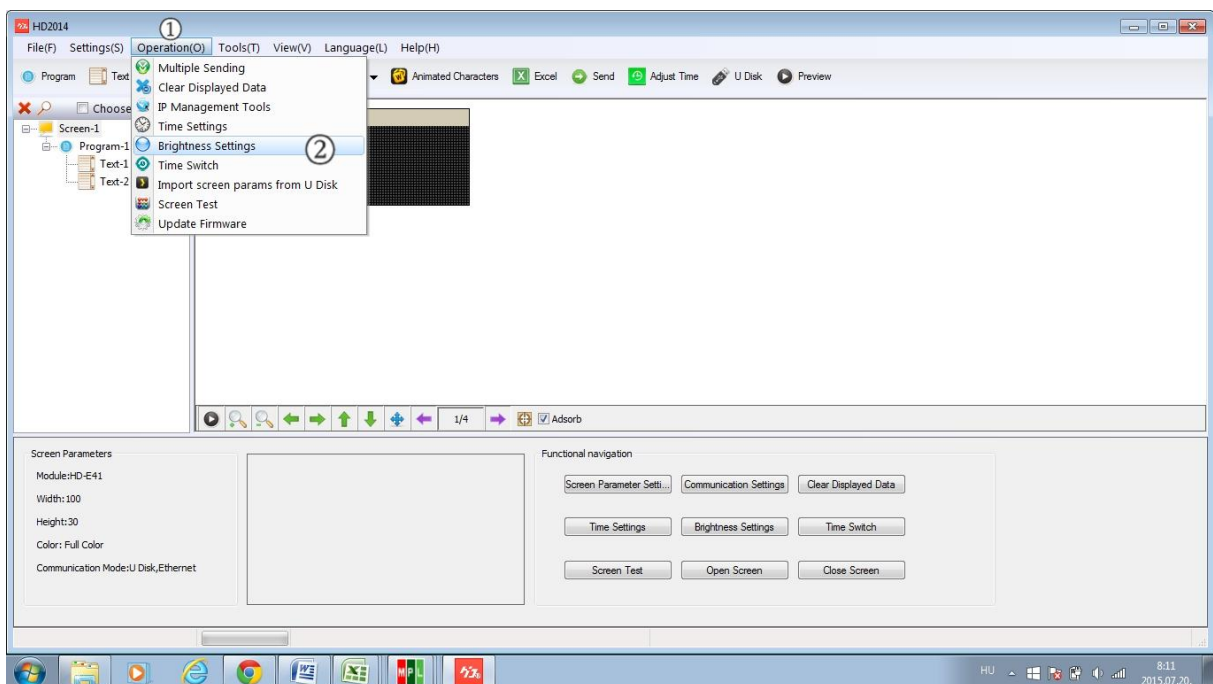 HD2014
①
File(F) Settings(S) Operation(O) Tools(T) View(V) Language(L) Help(H)
Program Text Animated Characters Excel Send Adjust Time U Disk Preview
Multiple Sending
Clear Displayed Data
IP Management Tools
Time Settings
Brightness Settings ②
Time Switch
Import screen params from U Disk
Screen Test
Update Firmware
Choose
Screen-1
Program-1
Text-1
Text-2
1/4 Adsorb
Screen Parameters
Module:HD-E41
Width:100
Height:30
Color: Full Color
Communication Mode:U Disk,Ethernet
Functional navigation
Screen Parameter Setti... Communication Settings Clear Displayed Data
Time Settings Brightness Settings Time Switch
Screen Test Open Screen Close Screen
MPL
HU
8:11
2015.07.20.